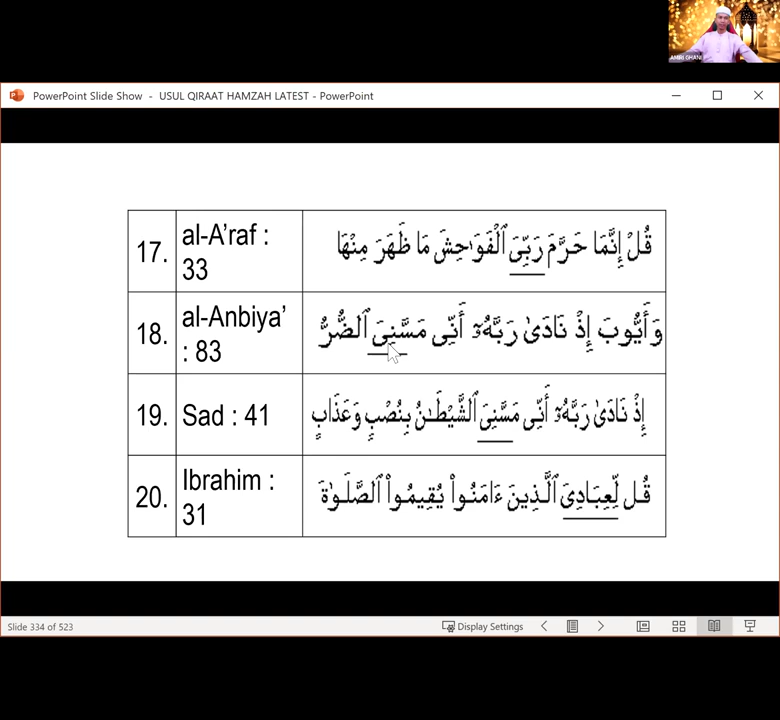 AMIRI GHANI
PowerPoint Slide Show - USUL QIRAAT HAMZAH LATEST - PowerPoint
17.
al-A’raf :
33
قُلْ إِنَّمَا حَرَّمَ رَبِّيَ ٱلْفَوَٰحِشَ مَا ظَهَرَ مِنْهَا
18.
al-Anbiya’
: 83
وَأَيُّوبَ إِذْ نَادَىٰ رَبَّهُۥٓ أَنِّى مَسَّنِىَ ٱلضُّرُّ
19.
Sad : 41
إِذْ نَادَىٰ رَبَّهُۥٓ أَنِّى مَسَّنِىَ ٱلشَّيْطَـٰنُ بِنُصْبٍ وَعَذَابٍ
20.
Ibrahim :
31
قُل لِّعِبَادِىَ ٱلَّذِينَ ءَامَنُوا۟ يُقِيمُوا۟ ٱلصَّلَوٰةَ
Slide 334 of 523
Display Settings